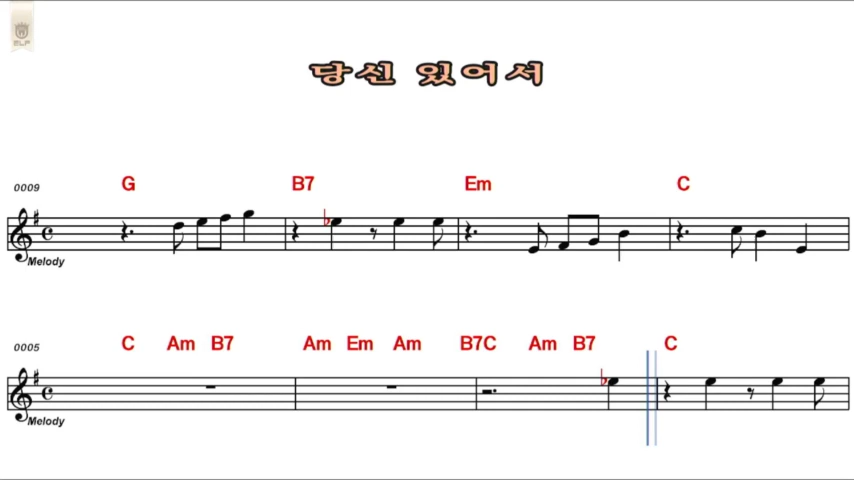 ELF
당신 있어서
0009 G B7 Em C
Melody
0005 C Am B7 Am Em Am B7C Am B7 C
Melody